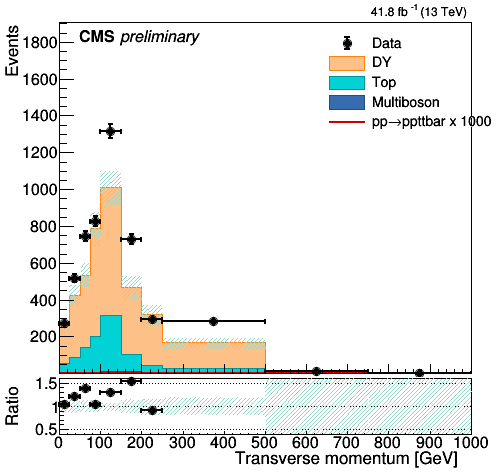 41.8 fb⁻¹ (13 TeV)
CMS preliminary
Data
DY
Top
Multiboson
pp→ppttbar x 1000
Events
1800
1600
1400
1200
1000
800
600
400
200
Ratio
1.5
1
0.5
0 100 200 300 400 500 600 700 800 900 1000
Transverse momentum [GeV]